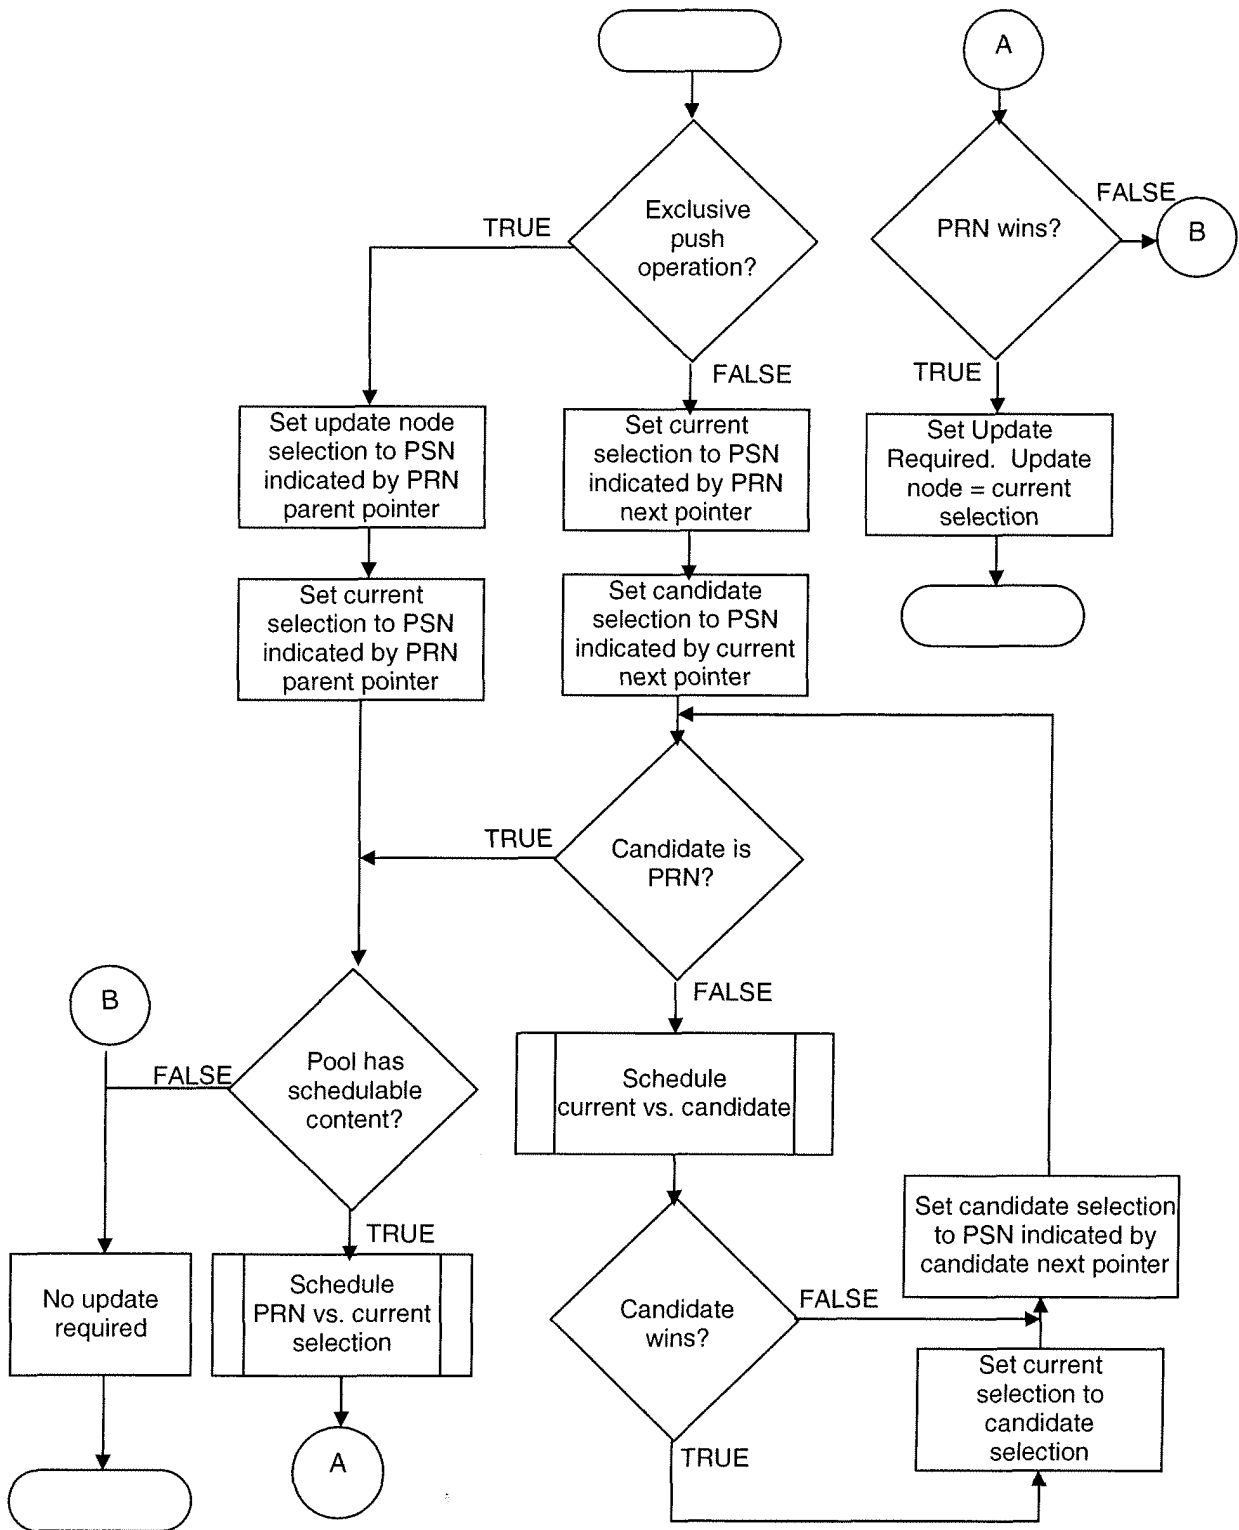 A
Exclusive
push
operation?
TRUE
FALSE
PRN wins?
FALSE
B
TRUE
Set update node
selection to PSN
indicated by PRN
parent pointer
Set current
selection to PSN
indicated by PRN
next pointer
Set Update
Required. Update
node = current
selection
Set current
selection to PSN
indicated by PRN
parent pointer
Set candidate
selection to PSN
indicated by current
next pointer
TRUE
Candidate is
PRN?
FALSE
B
FALSE
Pool has
schedulable
content?
TRUE
Schedule
current vs. candidate
Set candidate selection
to PSN indicated by
candidate next pointer
No update
required
Schedule
PRN vs. current
selection
Candidate
wins?
FALSE
TRUE
Set current
selection to
candidate
selection
A